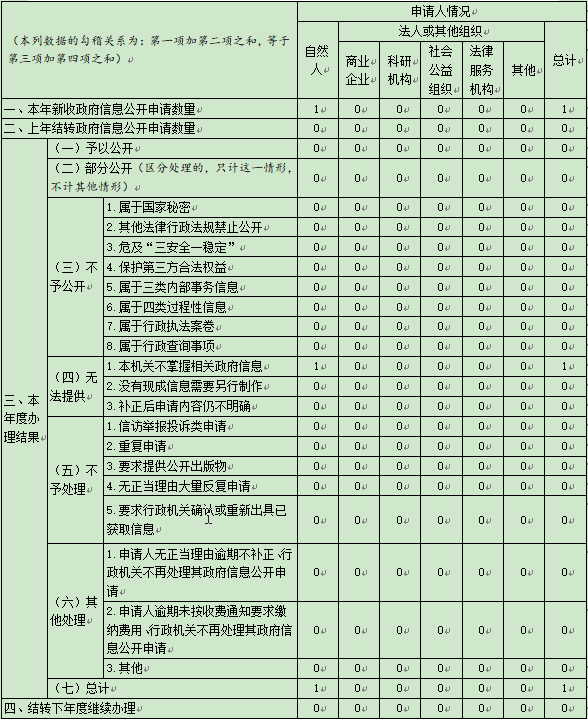 （本列数据的勾稽关系为：第一项加第二项之和，等于
第三项加第四项之和）
申请人情况
自然
人
法人或其他组织
总计
商业
企业
科研
机构
社会
公益
组织
法律
服务
机构
其他
一、本年新收政府信息公开申请数量 1 0 0 0 0 0 1
二、上年结转政府信息公开申请数量 0 0 0 0 0 0 0
三、本
年度办
理结果
（一）予以公开 0 0 0 0 0 0 0
（二）部分公开（区分处理的，只计这一情形，
不计其他情形） 0 0 0 0 0 0 0
（三）不
予公开
1.属于国家秘密 0 0 0 0 0 0 0
2.其他法律行政法规禁止公开 0 0 0 0 0 0 0
3.危及“三安全一稳定” 0 0 0 0 0 0 0
4.保护第三方合法权益 0 0 0 0 0 0 0
5.属于三类内部事务信息 0 0 0 0 0 0 0
6.属于四类过程性信息 0 0 0 0 0 0 0
7.属于行政执法案卷 0 0 0 0 0 0 0
8.属于行政查询事项 0 0 0 0 0 0 0
（四）无
法提供
1.本机关不掌握相关政府信息 1 0 0 0 0 0 1
2.没有现成信息需要另行制作 0 0 0 0 0 0 0
3.补正后申请内容仍不明确 0 0 0 0 0 0 0
（五）不
予处理
1.信访举报投诉类申请 0 0 0 0 0 0 0
2.重复申请 0 0 0 0 0 0 0
3.要求提供公开出版物 0 0 0 0 0 0 0
4.无正当理由大量反复申请 0 0 0 0 0 0 0
5.要求行政机关确认或重新出具已
获取信息 0 0 0 0 0 0 0
（六）其
他处理
1.申请人无正当理由逾期不补正、行
政机关不再处理其政府信息公开申
请 0 0 0 0 0 0 0
2.申请人逾期未按收费通知要求缴
纳费用、行政机关不再处理其政府信
息公开申请 0 0 0 0 0 0 0
3.其他 0 0 0 0 0 0 0
（七）总计 1 0 0 0 0 0 1
四、结转下年度继续办理 0 0 0 0 0 0 0